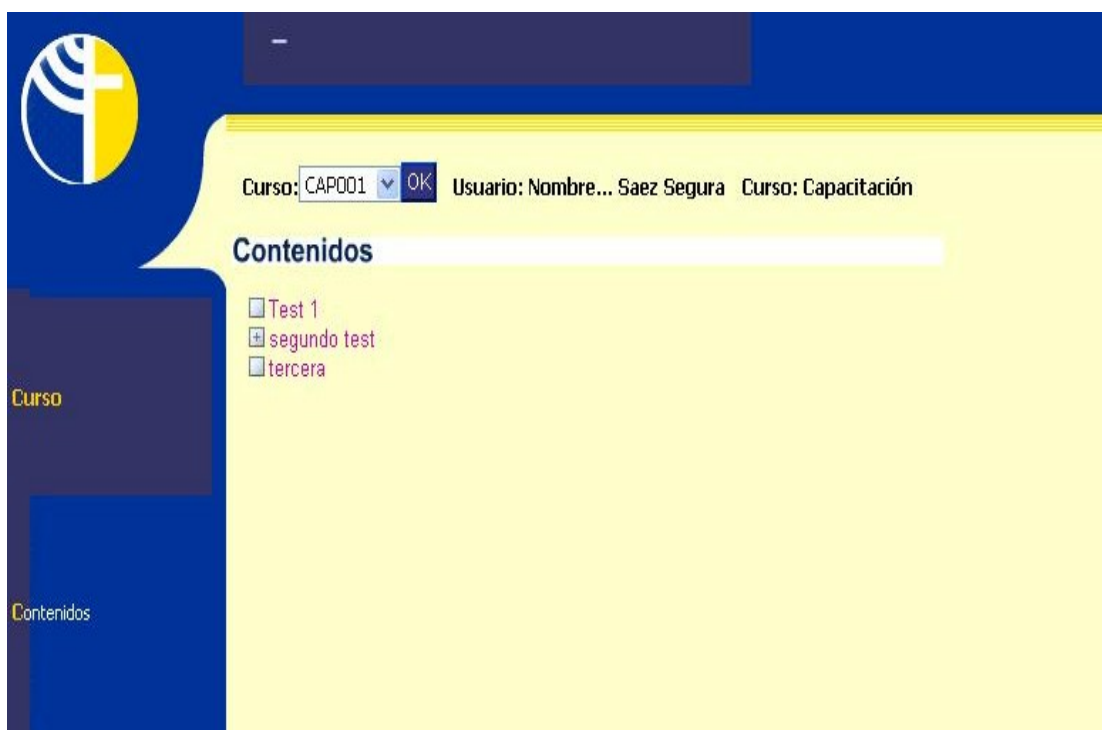 Curso: CAP001 OK Usuario: Nombre... Saez Segura Curso: Capacitación
Contenidos
Test 1
segundo test
tercera
Curso
Contenidos